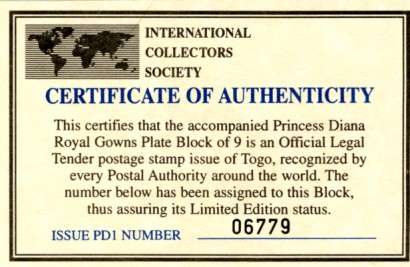 INTERNATIONAL
COLLECTORS
SOCIETY
CERTIFICATE OF AUTHENTICITY
This certifies that the accompanied Princess Diana
Royal Gowns Plate Block of 9 is an Official Legal
Tender postage stamp issue of Togo, recognized by
every Postal Authority around the world. The
number below has been assigned to this Block,
thus assuring its Limited Edition status.
ISSUE PD1 NUMBER 06779